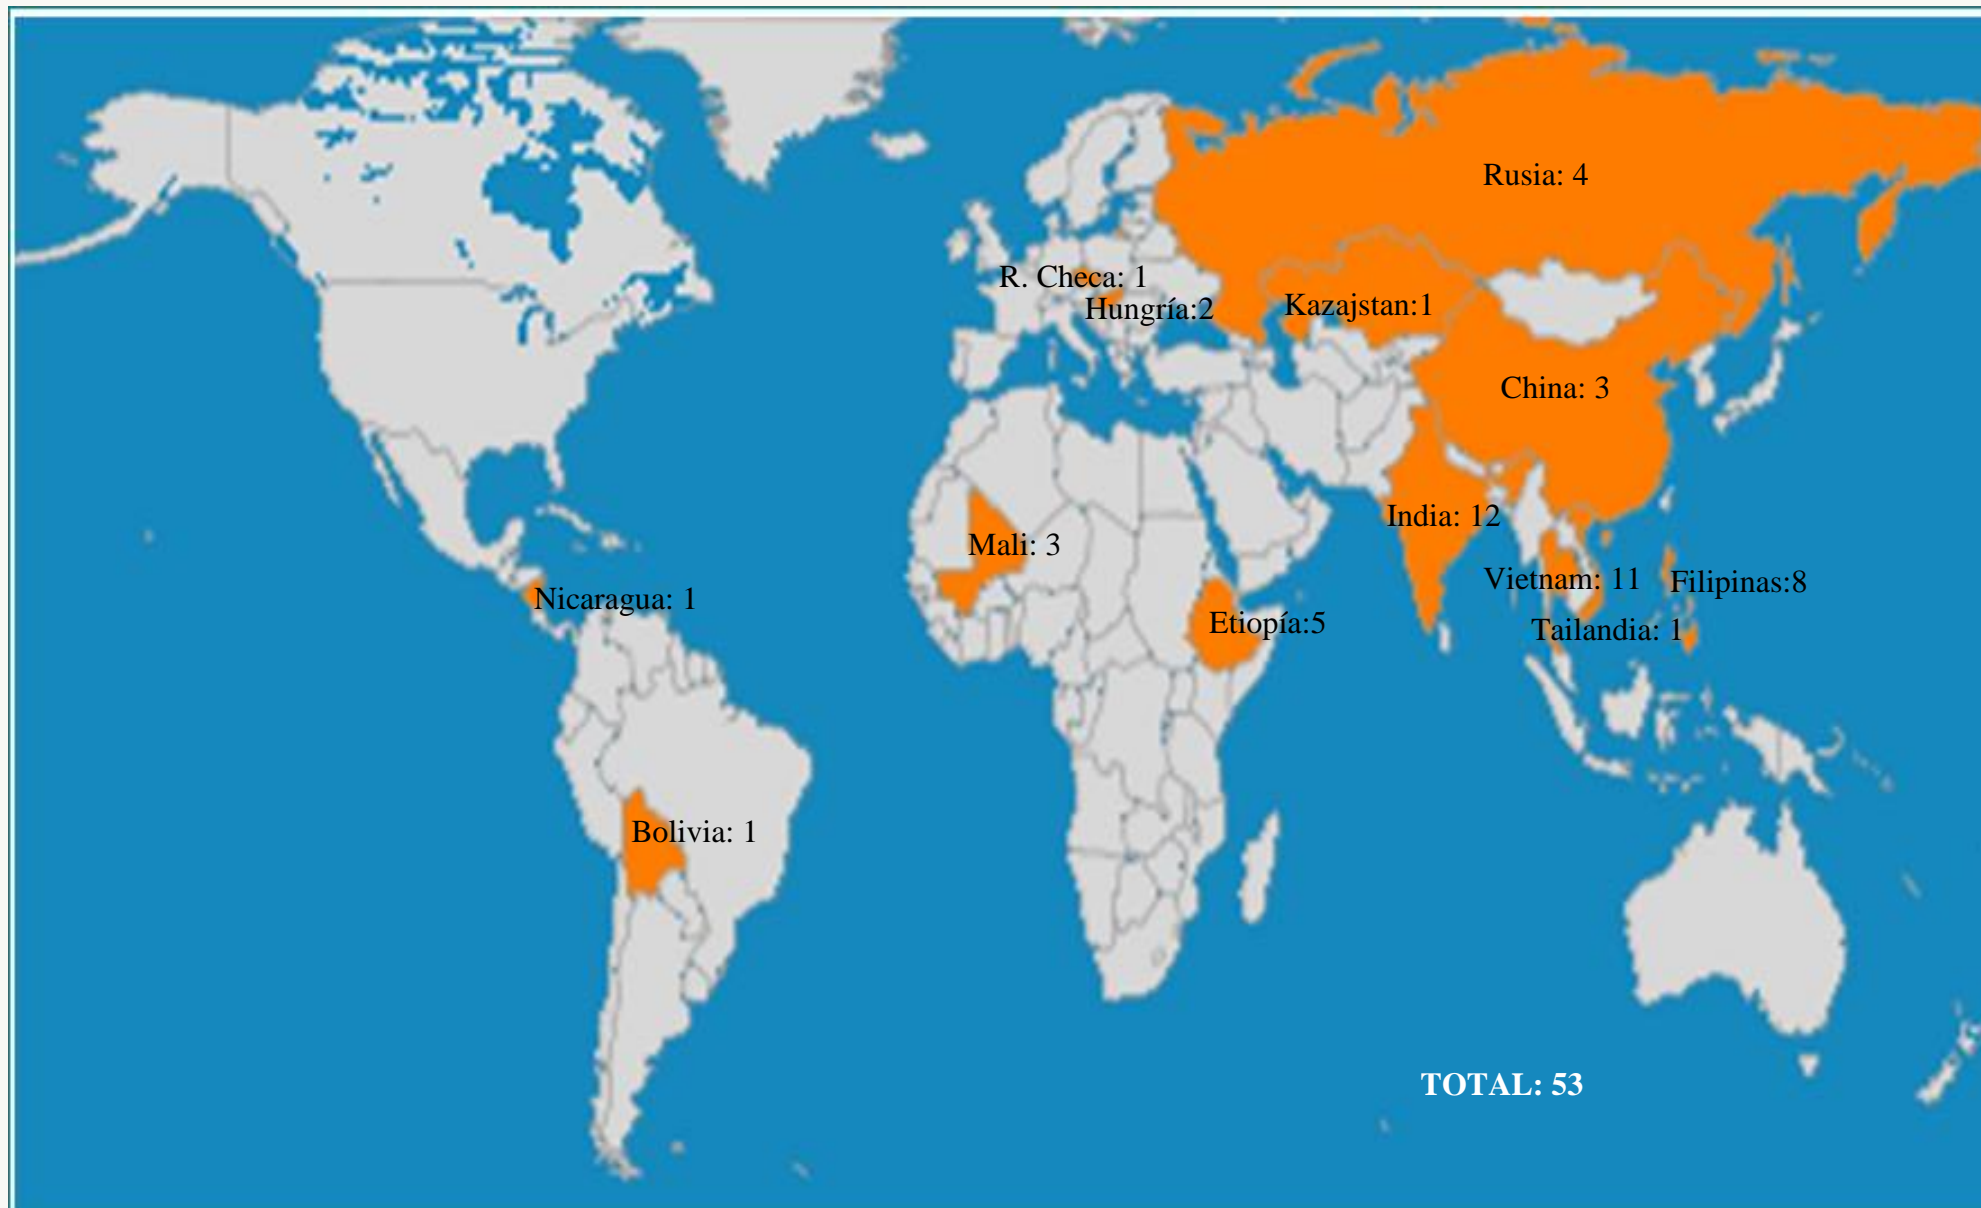 Rusia: 4
R. Checa: 1
Hungría:2
Kazajstan:1
China: 3
India: 12
Mali: 3
Vietnam: 11
Filipinas:8
Nicaragua: 1
Etiopía:5
Tailandia: 1
Bolivia: 1
TOTAL: 53